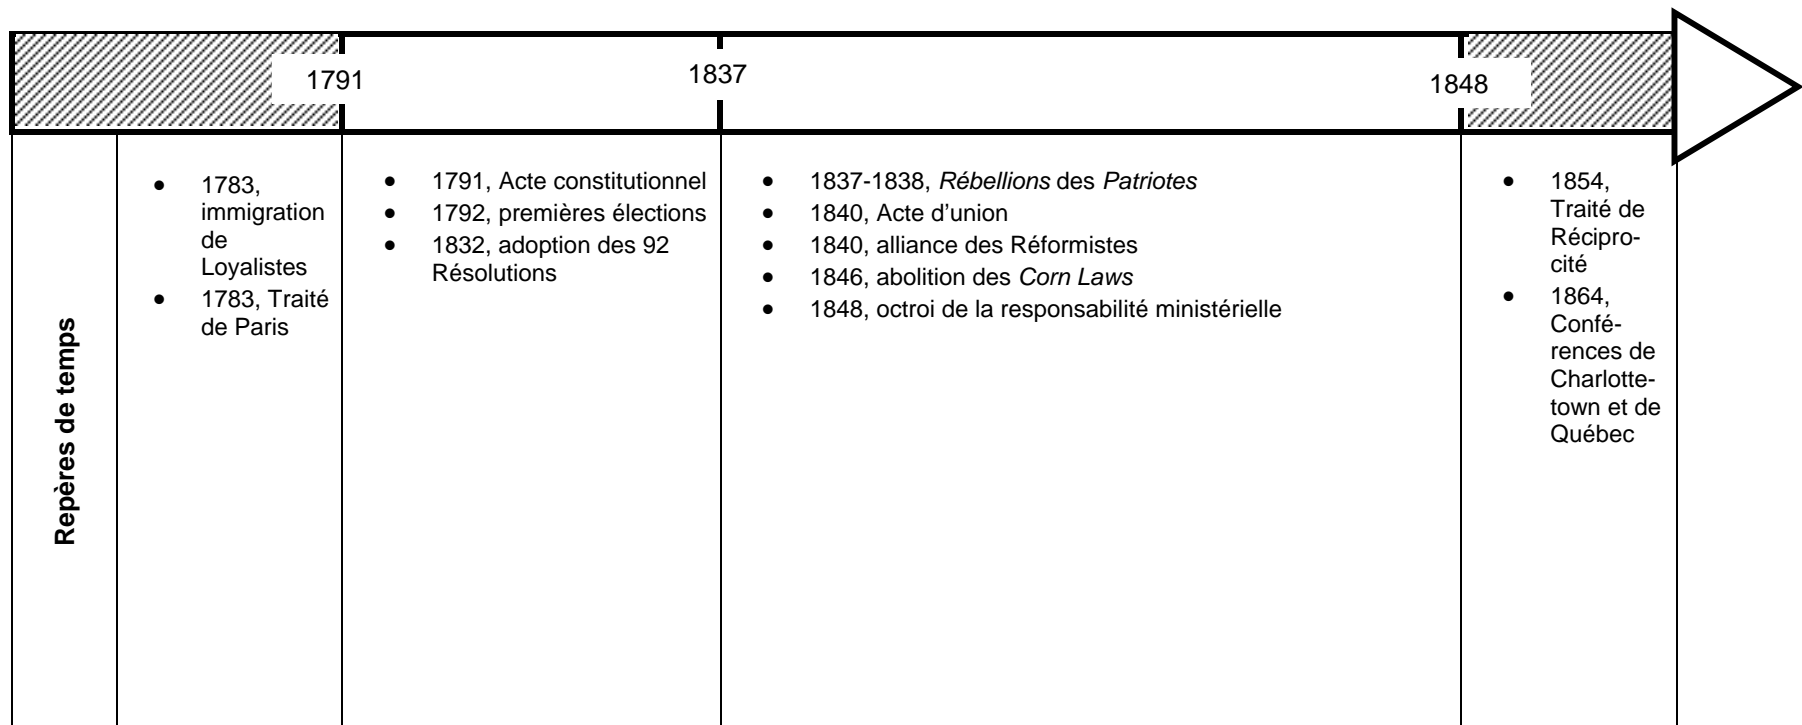 1791
1837
1848
Repères de temps
• 1783,
immigration
de
Loyalistes
• 1783, Traité
de Paris
• 1791, Acte constitutionnel
• 1792, premières élections
• 1832, adoption des 92
Résolutions
• 1837-1838, Rébellions des Patriotes
• 1840, Acte d’union
• 1840, alliance des Réformistes
• 1846, abolition des Corn Laws
• 1848, octroi de la responsabilité ministérielle
• 1854,
Traité de
Récipro-
cité
• 1864,
Confé-
rences de
Charlotte-
town et de
Québec